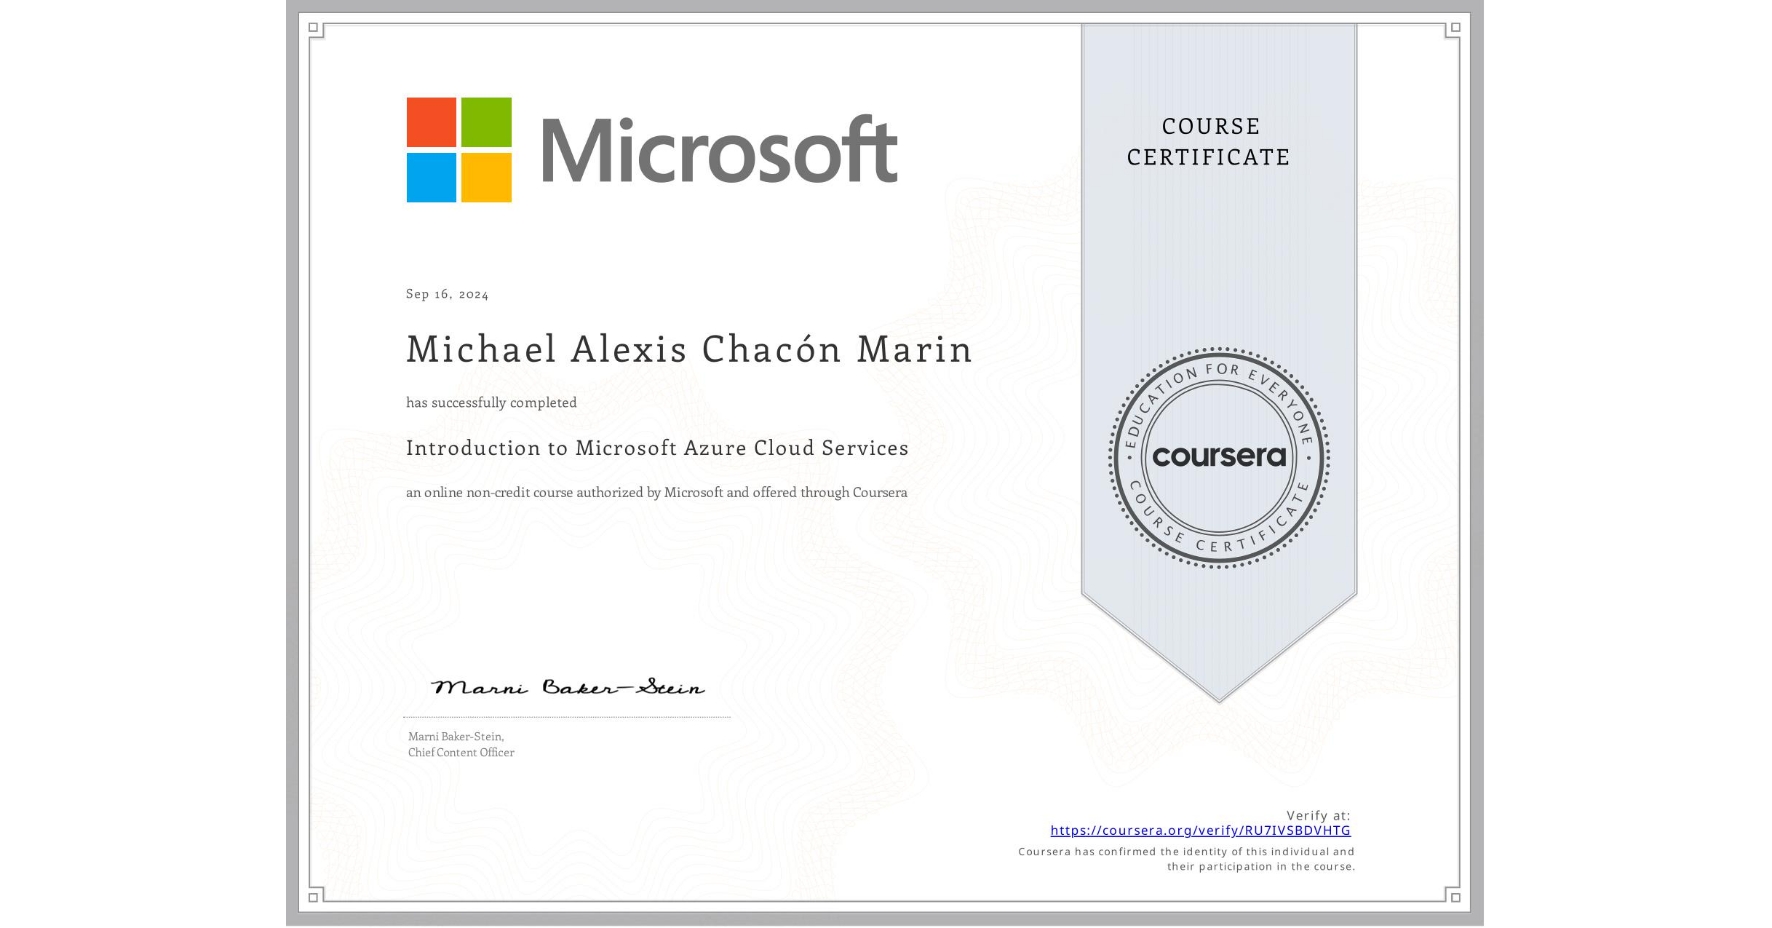 Microsoft
COURSE
CERTIFICATE
Sep 16, 2024
Michael Alexis Chacón Marin
has successfully completed
Introduction to Microsoft Azure Cloud Services
an online non-credit course authorized by Microsoft and offered through Coursera
EDUCATION FOR EVERYONE
coursera
COURSE CERTIFICATE
Marni Baker-Stein
Marni Baker-Stein,
Chief Content Officer
Verify at:
https://coursera.org/verify/RU7IVSBDVHTG
Coursera has confirmed the identity of this individual and
their participation in the course.